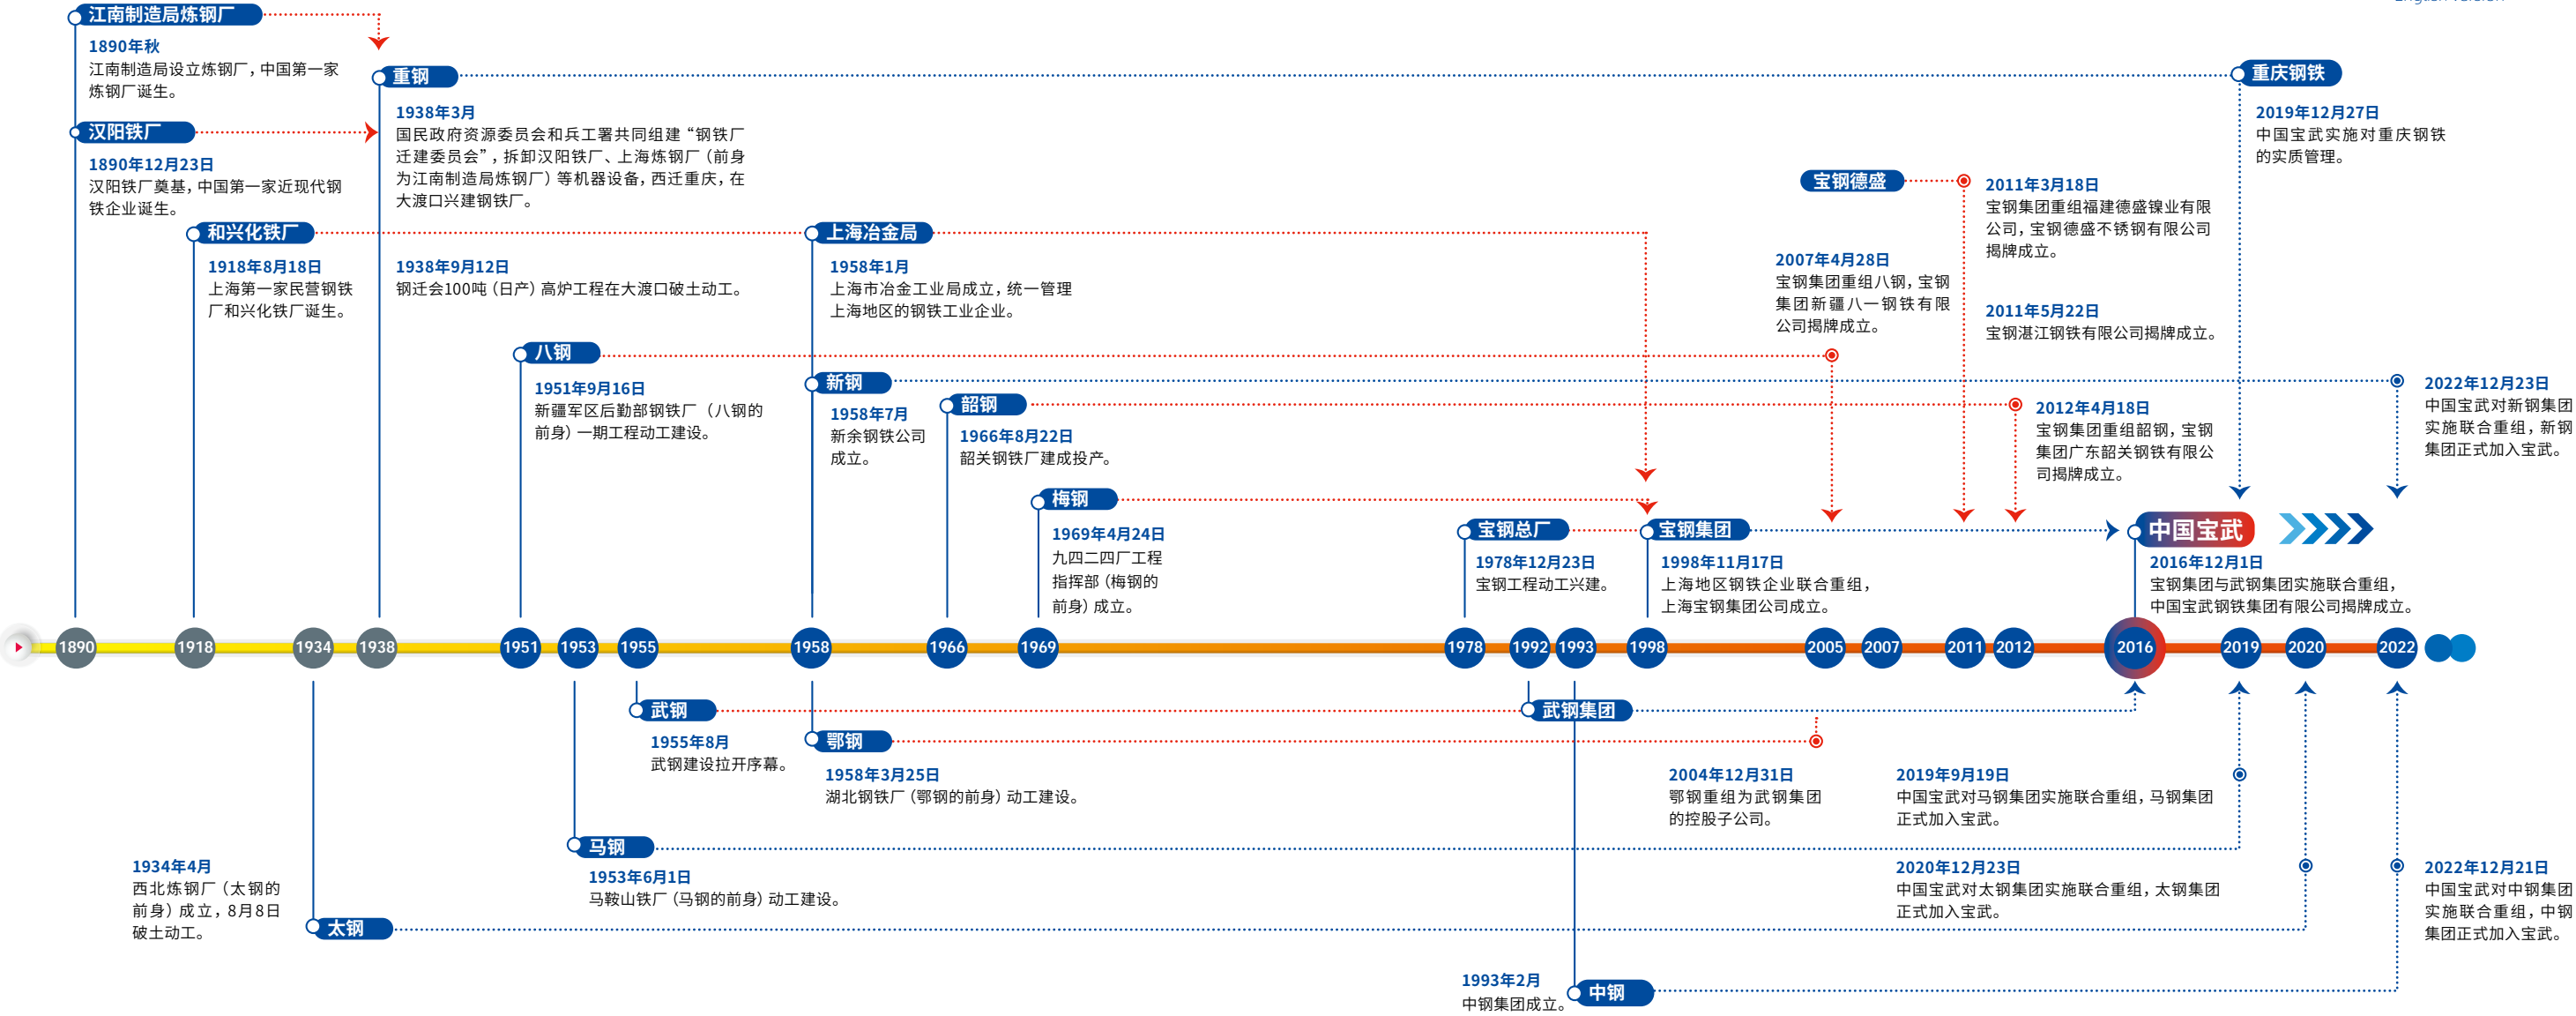 江南制造局炼钢厂
1890年秋
江南制造局设立炼钢厂，中国第一家
炼钢厂诞生。
汉阳铁厂
1890年12月23日
汉阳铁厂奠基，中国第一家近现代钢
铁企业诞生。
和兴化铁厂
1918年8月18日
上海第一家民营钢铁
厂和兴化铁厂诞生。
重钢
1938年3月
国民政府资源委员会和兵工署共同组建“钢铁厂
迁建委员会”，拆卸汉阳铁厂、上海炼钢厂（前身
为江南制造局炼钢厂）等机器设备，西迁重庆，在
大渡口兴建钢铁厂。
1938年9月12日
钢迁会100吨（日产）高炉工程在大渡口破土动工。
八钢
1951年9月16日
新疆军区后勤部钢铁厂（八钢的
前身）一期工程动工建设。
上海冶金局
1958年1月
上海市冶金工业局成立，统一管理
上海地区的钢铁工业企业。
新钢
1958年7月
新余钢铁公司
成立。
韶钢
1966年8月22日
韶关钢铁厂建成投产。
梅钢
1969年4月24日
九四二四厂工程
指挥部（梅钢的
前身）成立。
宝钢总厂
1978年12月23日
宝钢工程动工兴建。
宝钢集团
1998年11月17日
上海地区钢铁企业联合重组，
上海宝钢集团公司成立。
2007年4月28日
宝钢集团重组八钢，宝钢
集团新疆八一钢铁有限
公司揭牌成立。
宝钢德盛
2011年3月18日
宝钢集团重组福建德盛镍业有限
公司，宝钢德盛不锈钢有限公司
揭牌成立。
2011年5月22日
宝钢湛江钢铁有限公司揭牌成立。
2012年4月18日
宝钢集团重组韶钢，宝钢
集团广东韶关钢铁有限公
司揭牌成立。
中国宝武
2016年12月1日
宝钢集团与武钢集团实施联合重组，
中国宝武钢铁集团有限公司揭牌成立。
重庆钢铁
2019年12月27日
中国宝武实施对重庆钢铁
的实质管理。
2022年12月23日
中国宝武对新钢集团
实施联合重组，新钢
集团正式加入宝武。
1890 1918 1934 1938 1951 1953 1955 1958 1966 1969 1978 1992 1993 1998 2005 2007 2011 2012 2016 2019 2020 2022
1934年4月
西北炼钢厂（太钢的
前身）成立，8月8日
破土动工。
太钢
马钢
1953年6月1日
马鞍山铁厂（马钢的前身）动工建设。
武钢
1955年8月
武钢建设拉开序幕。
鄂钢
1958年3月25日
湖北钢铁厂（鄂钢的前身）动工建设。
武钢集团
1993年2月
中钢集团成立。
中钢
2004年12月31日
鄂钢重组为武钢集团
的控股子公司。
2019年9月19日
中国宝武对马钢集团实施联合重组，马钢集团
正式加入宝武。
2020年12月23日
中国宝武对太钢集团实施联合重组，太钢集团
正式加入宝武。
2022年12月21日
中国宝武对中钢集团
实施联合重组，中钢
集团正式加入宝武。